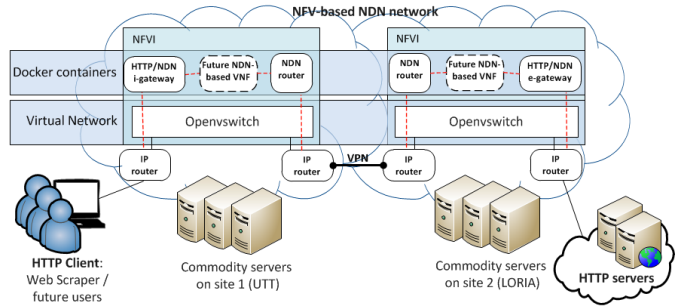 NFV-based NDN network
NFVI
NFVI
Docker containers
HTTP/NDN
i-gateway
Future NDN-
based VNF
NDN
router
NDN
router
Future NDN-
based VNF
HTTP/NDN
e-gateway
Virtual Network
Openvswitch
Openvswitch
IP
router
IP
router
VPN
IP
router
IP
router
HTTP Client:
Web Scraper /
future users
Commodity servers
on site 1 (UTT)
Commodity servers
on site 2 (LORIA)
HTTP servers